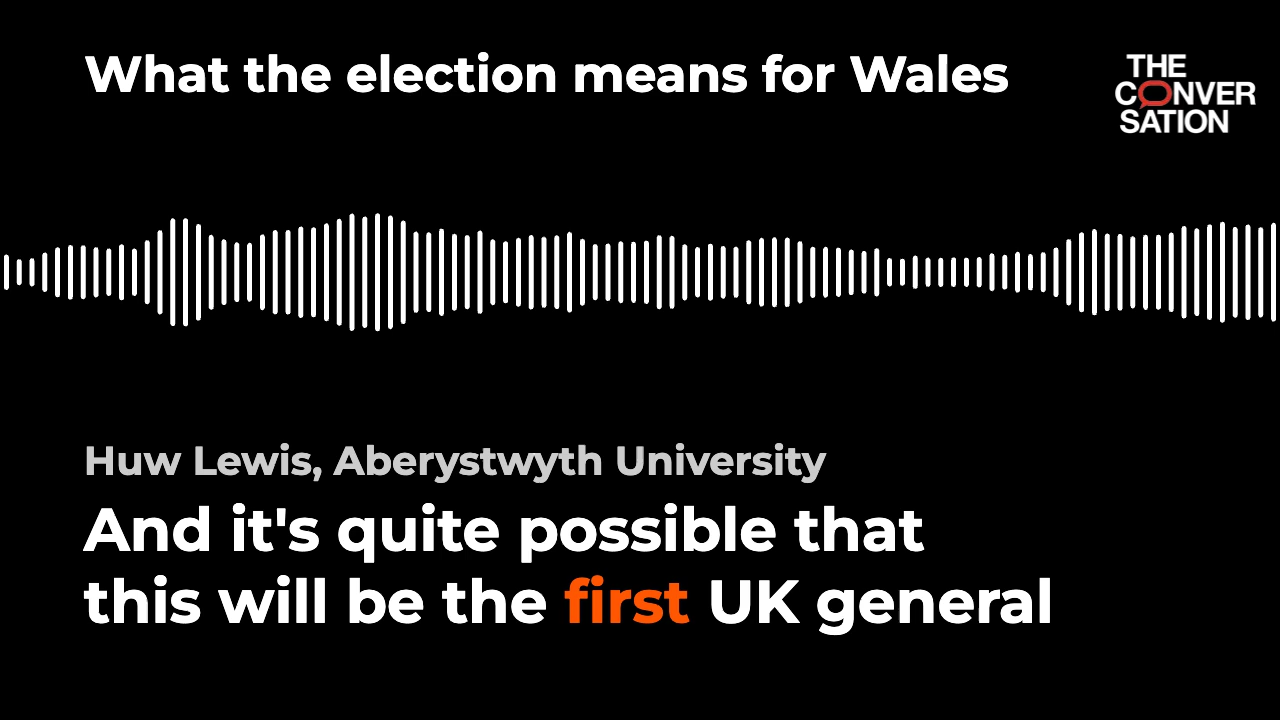 What the election means for Wales
THE
CONVER
SATION
Huw Lewis, Aberystwyth University
And it's quite possible that
this will be the first UK general